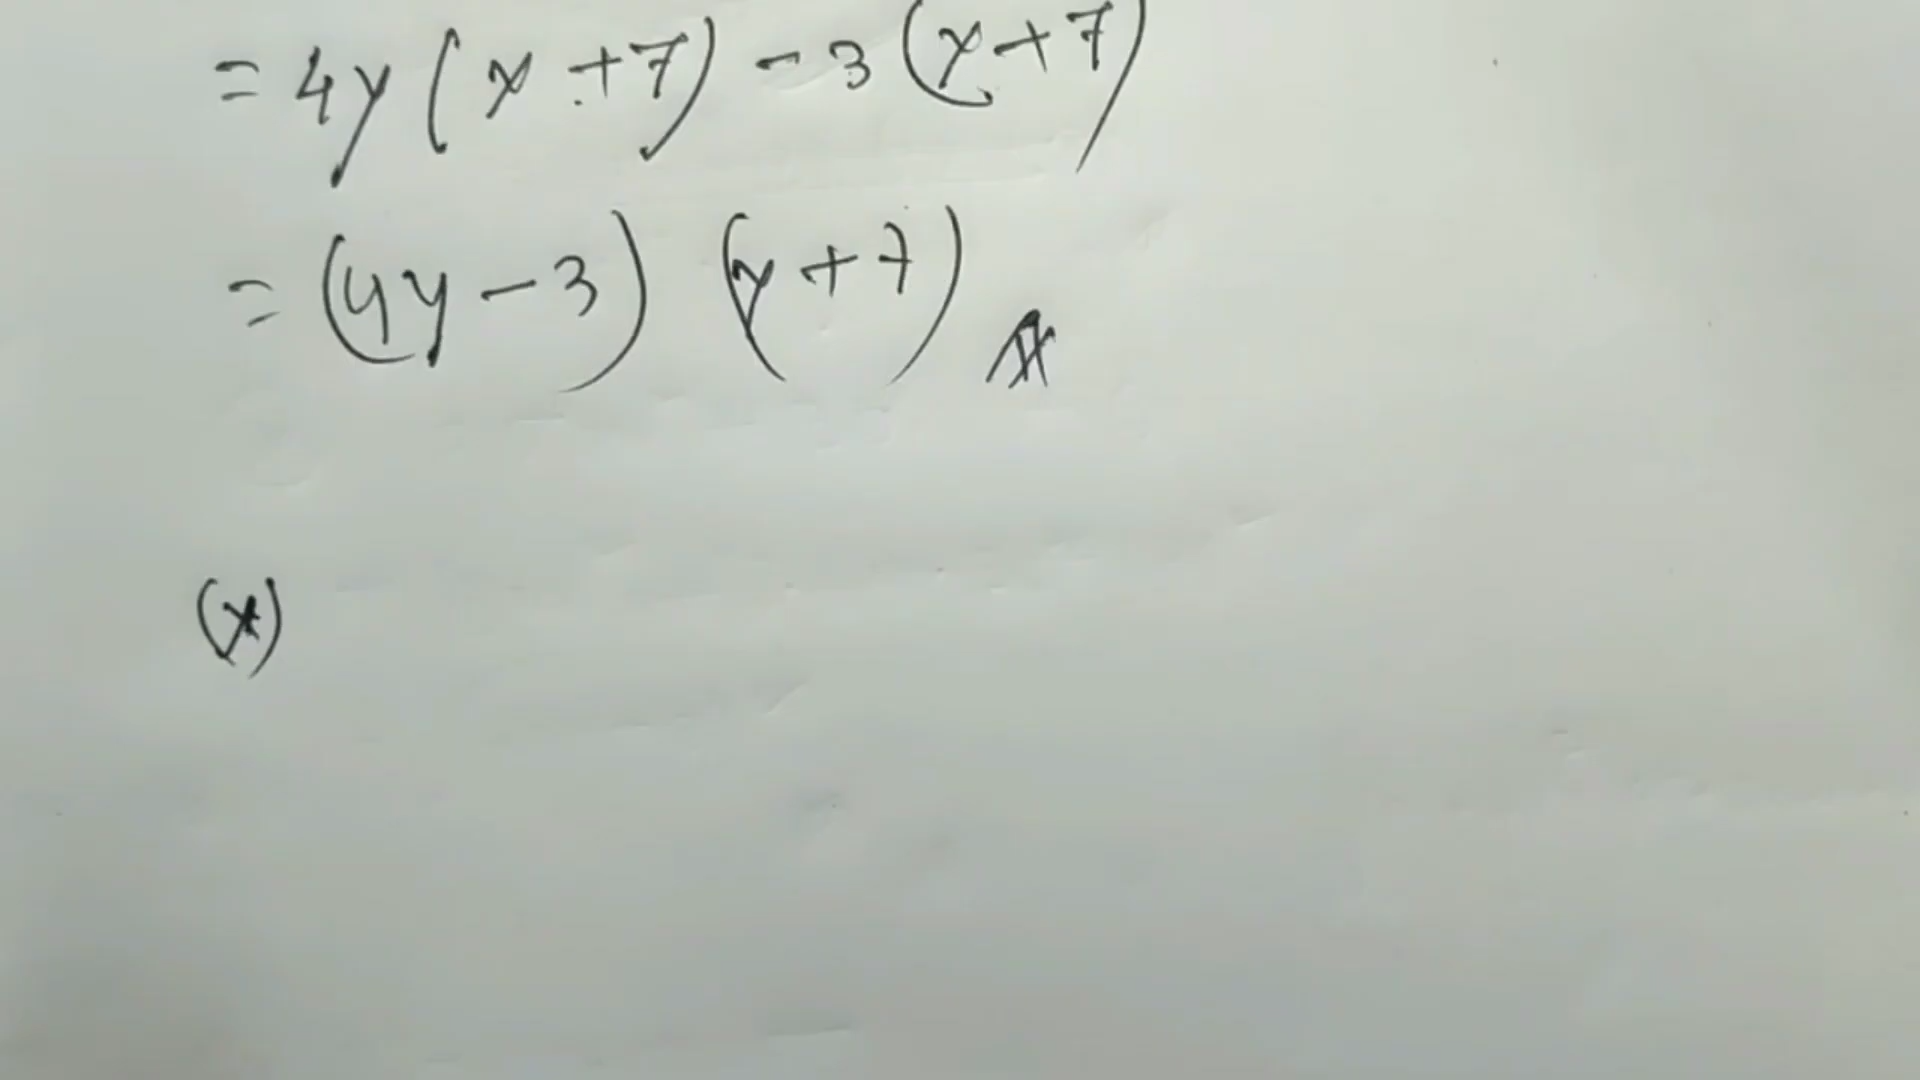 = 4y (x + 7) - 3 (x + 7)
= (4y - 3) (x + 7)
(x)